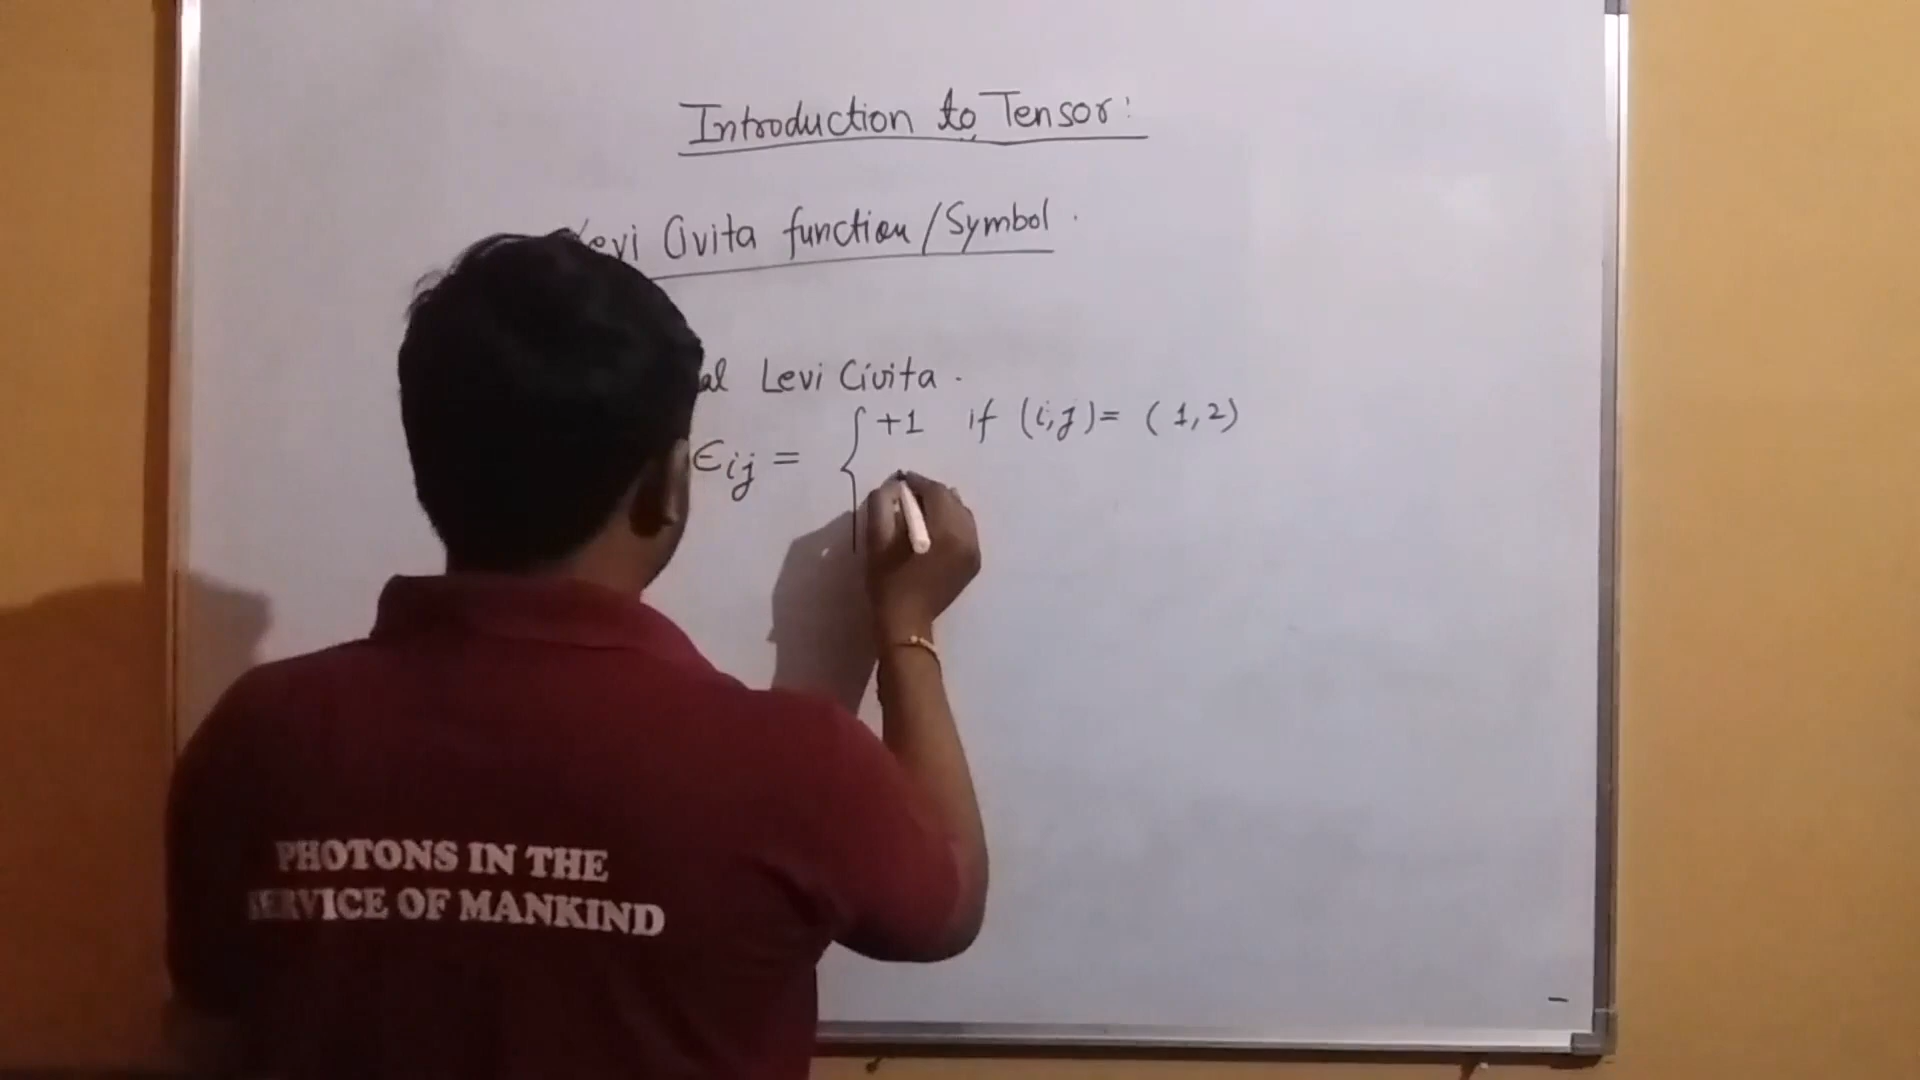 Introduction to Tensor:
Levi Civita function/Symbol.
al Levi Civita.
ϵij = { +1 if (i,j) = (1,2)
PHOTONS IN THE
SERVICE OF MANKIND